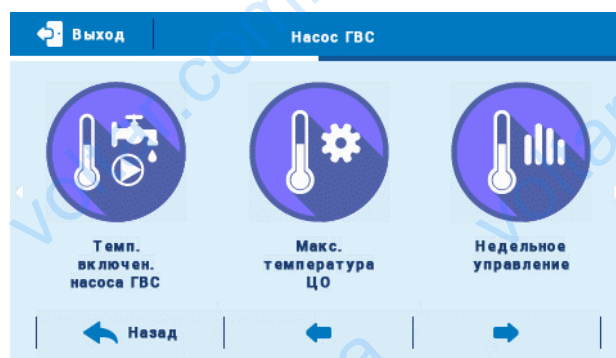 Выход
Насос ГВС
Темп.
включен.
насоса ГВС
Макс.
температура
ЦО
Недельное
управление
Назад